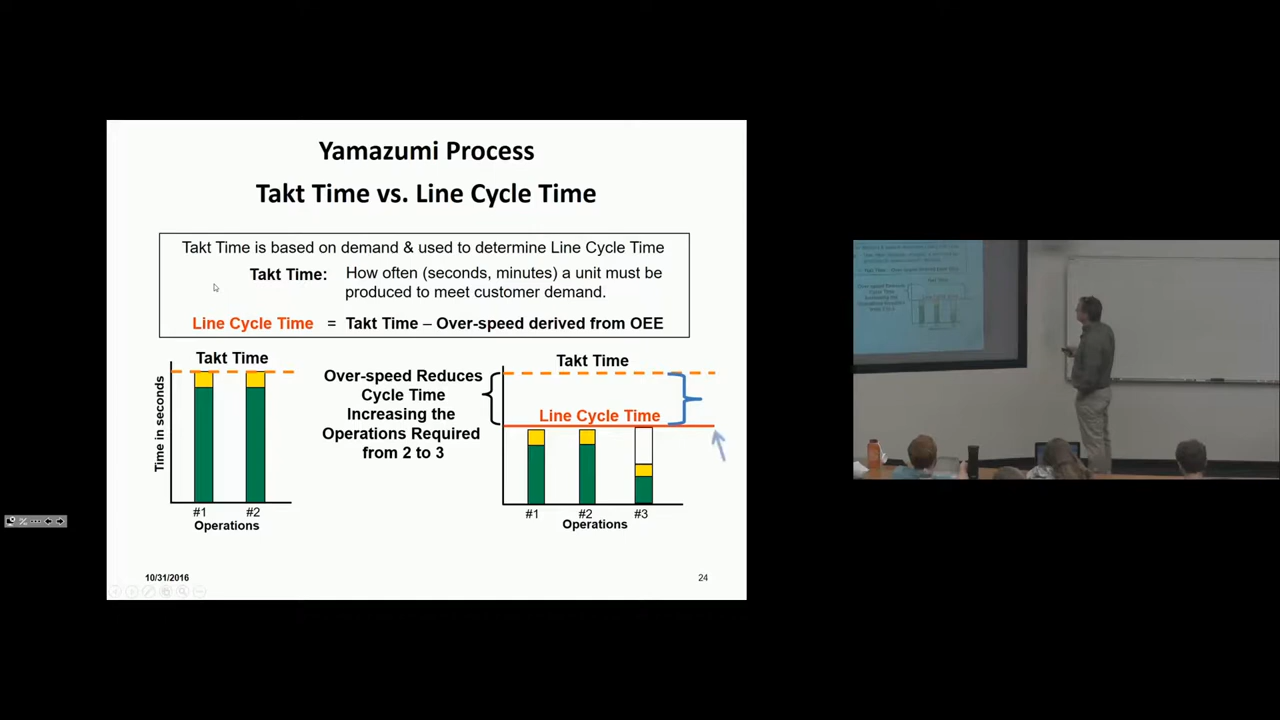 Yamazumi Process
Takt Time vs. Line Cycle Time
Takt Time is based on demand & used to determine Line Cycle Time
Takt Time: How often (seconds, minutes) a unit must be
produced to meet customer demand.
Line Cycle Time = Takt Time – Over-speed derived from OEE
Takt Time
Time in seconds
#1 #2
Operations
Over-speed Reduces
Cycle Time
Increasing the
Operations Required
from 2 to 3
Takt Time
Line Cycle Time
#1 #2 #3
Operations
10/31/2016
24